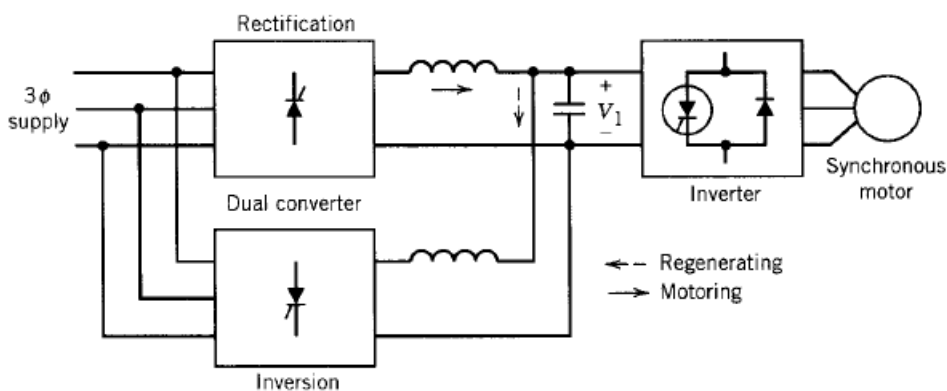 Rectification
3ϕ
supply
+
V₁
−
Dual converter
Inverter
Synchronous
motor
Regenerating
Motoring
Inversion